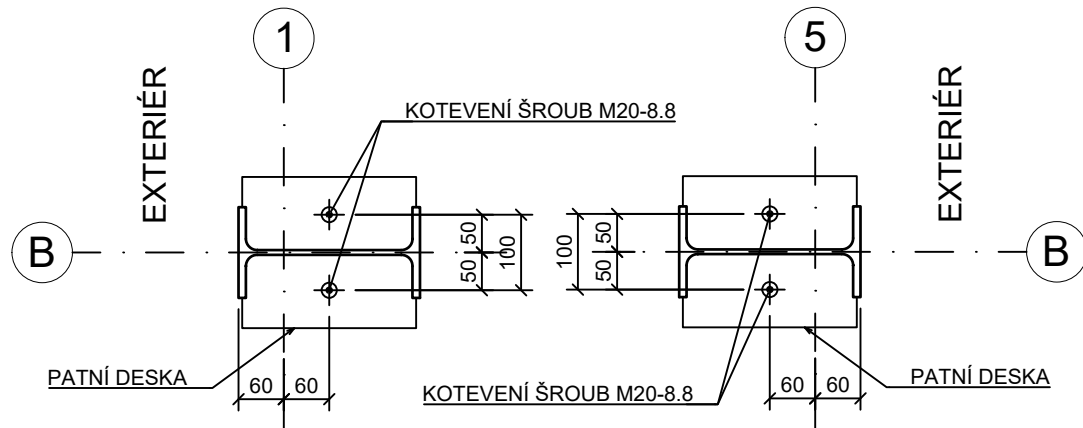 1
5
EXTERIÉR
EXTERIÉR
KOTEVENÍ ŠROUB M20-8.8
B
50
50
100
100
50
50
B
PATNÍ DESKA
60
60
KOTEVENÍ ŠROUB M20-8.8
60
60
PATNÍ DESKA